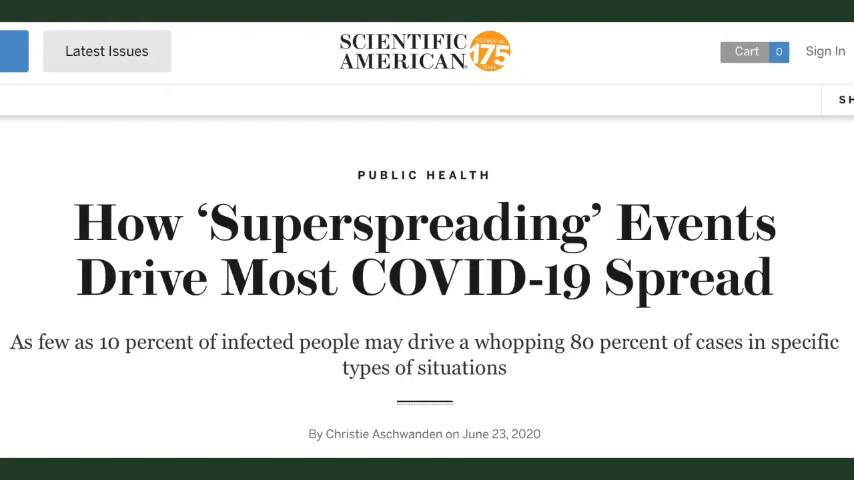 Latest Issues
SCIENTIFIC
AMERICAN
175
Cart 0
Sign In
SH
PUBLIC HEALTH
How ‘Superspreading’ Events
Drive Most COVID-19 Spread
As few as 10 percent of infected people may drive a whopping 80 percent of cases in specific
types of situations
By Christie Aschwanden on June 23, 2020